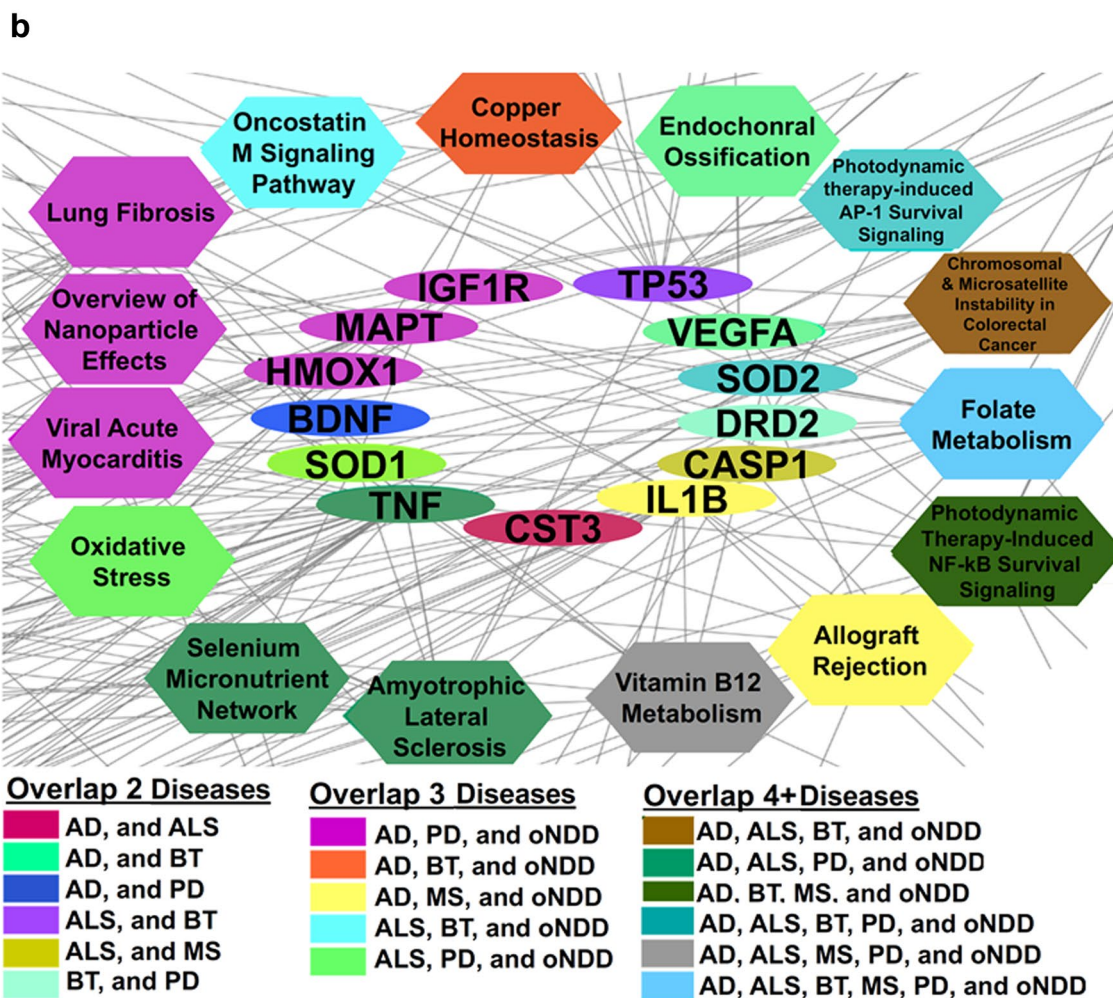 b
Oncostatin
M Signaling
Pathway
Copper
Homeostasis
Endochonral
Ossification
Photodynamic
therapy-induced
AP-1 Survival
Signaling
Lung Fibrosis
Chromosomal
& Microsatellite
Instability in
Colorectal
Cancer
Overview of
Nanoparticle
Effects
IGF1R
TP53
MAPT
VEGFA
HMOX1
SOD2
BDNF
DRD2
SOD1
CASP1
TNF
IL1B
CST3
Viral Acute
Myocarditis
Folate
Metabolism
Oxidative
Stress
Photodynamic
Therapy-Induced
NF-kB Survival
Signaling
Selenium
Micronutrient
Network
Amyotrophic
Lateral
Sclerosis
Vitamin B12
Metabolism
Allograft
Rejection
Overlap 2 Diseases
AD, and ALS
AD, and BT
AD, and PD
ALS, and BT
ALS, and MS
BT, and PD
Overlap 3 Diseases
AD, PD, and oNDD
AD, BT, and oNDD
AD, MS, and oNDD
ALS, BT, and oNDD
ALS, PD, and oNDD
Overlap 4+Diseases
AD, ALS, BT, and oNDD
AD, ALS, PD, and oNDD
AD. BT. MS. and oNDD
AD, ALS, BT, PD, and oNDD
AD, ALS, MS, PD, and oNDD
AD, ALS, BT, MS, PD, and oNDD